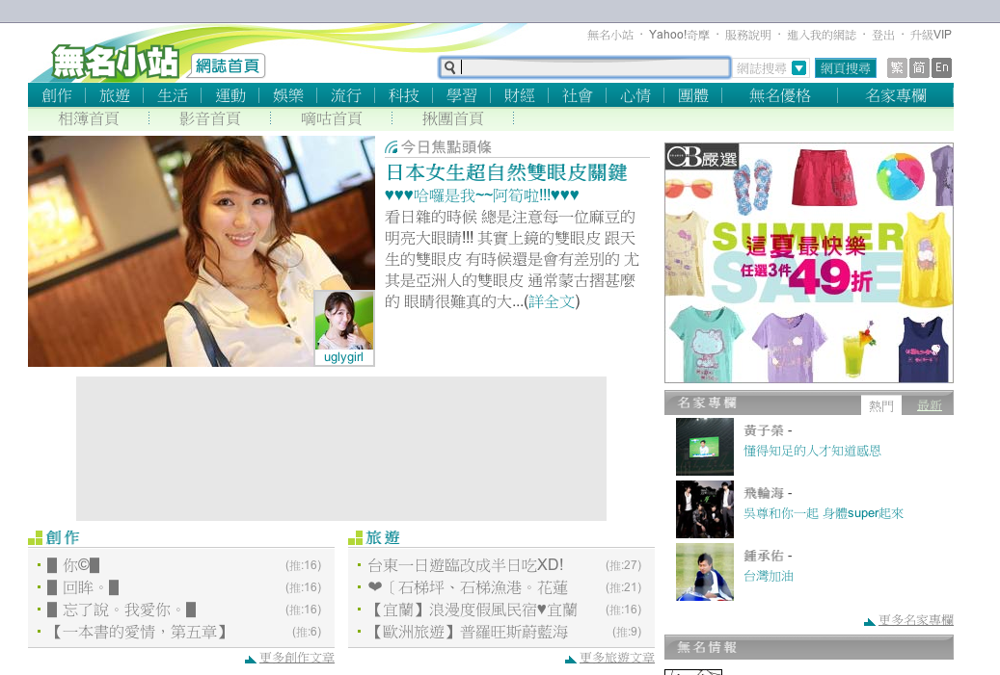 無名小站 · Yahoo!奇摩 · 服務說明 · 進入我的網誌 · 登出 · 升級VIP
無名小站 網誌首頁
網誌搜尋 網頁搜尋 繁 简 En
創作 旅遊 生活 運動 娛樂 流行 科技 學習 財經 社會 心情 團體 無名優格 名家專欄
相簿首頁 影音首頁 嘀咕首頁 揪團首頁
今日焦點頭條
日本女生超自然雙眼皮關鍵
♥♥♥哈囉是我~~阿筍啦!!!♥♥♥
看日雜的時候 總是注意每一位麻豆的
明亮大眼睛!!! 其實上鏡的雙眼皮 跟天
生的雙眼皮 有時候還是會有差別的 尤
其是亞洲人的雙眼皮 通常蒙古摺甚麼
的 眼睛很難真的大...(詳全文)
uglygirl
OB嚴選
SUMMER
SALE
這夏最快樂
任選3件49折
名家專欄 熱門 最新
黃子榮 -
懂得知足的人才知道感恩
飛輪海 -
吳尊和你一起 身體super起來
鍾承佑 -
台灣加油
更多名家專欄
無名情報
創作
█ 你©█ (推:16)
█ 回眸。█ (推:16)
█ 忘了說。我愛你。█ (推:16)
【一本書的愛情，第五章】 (推:6)
更多創作文章
旅遊
台東一日遊臨改成半日吃XD! (推:27)
❤〔 石梯坪、石梯漁港。花蓮 (推:21)
【宜蘭】浪漫度假風民宿♥宜蘭 (推:16)
【歐洲旅遊】普羅旺斯蔚藍海 (推:9)
更多旅遊文章